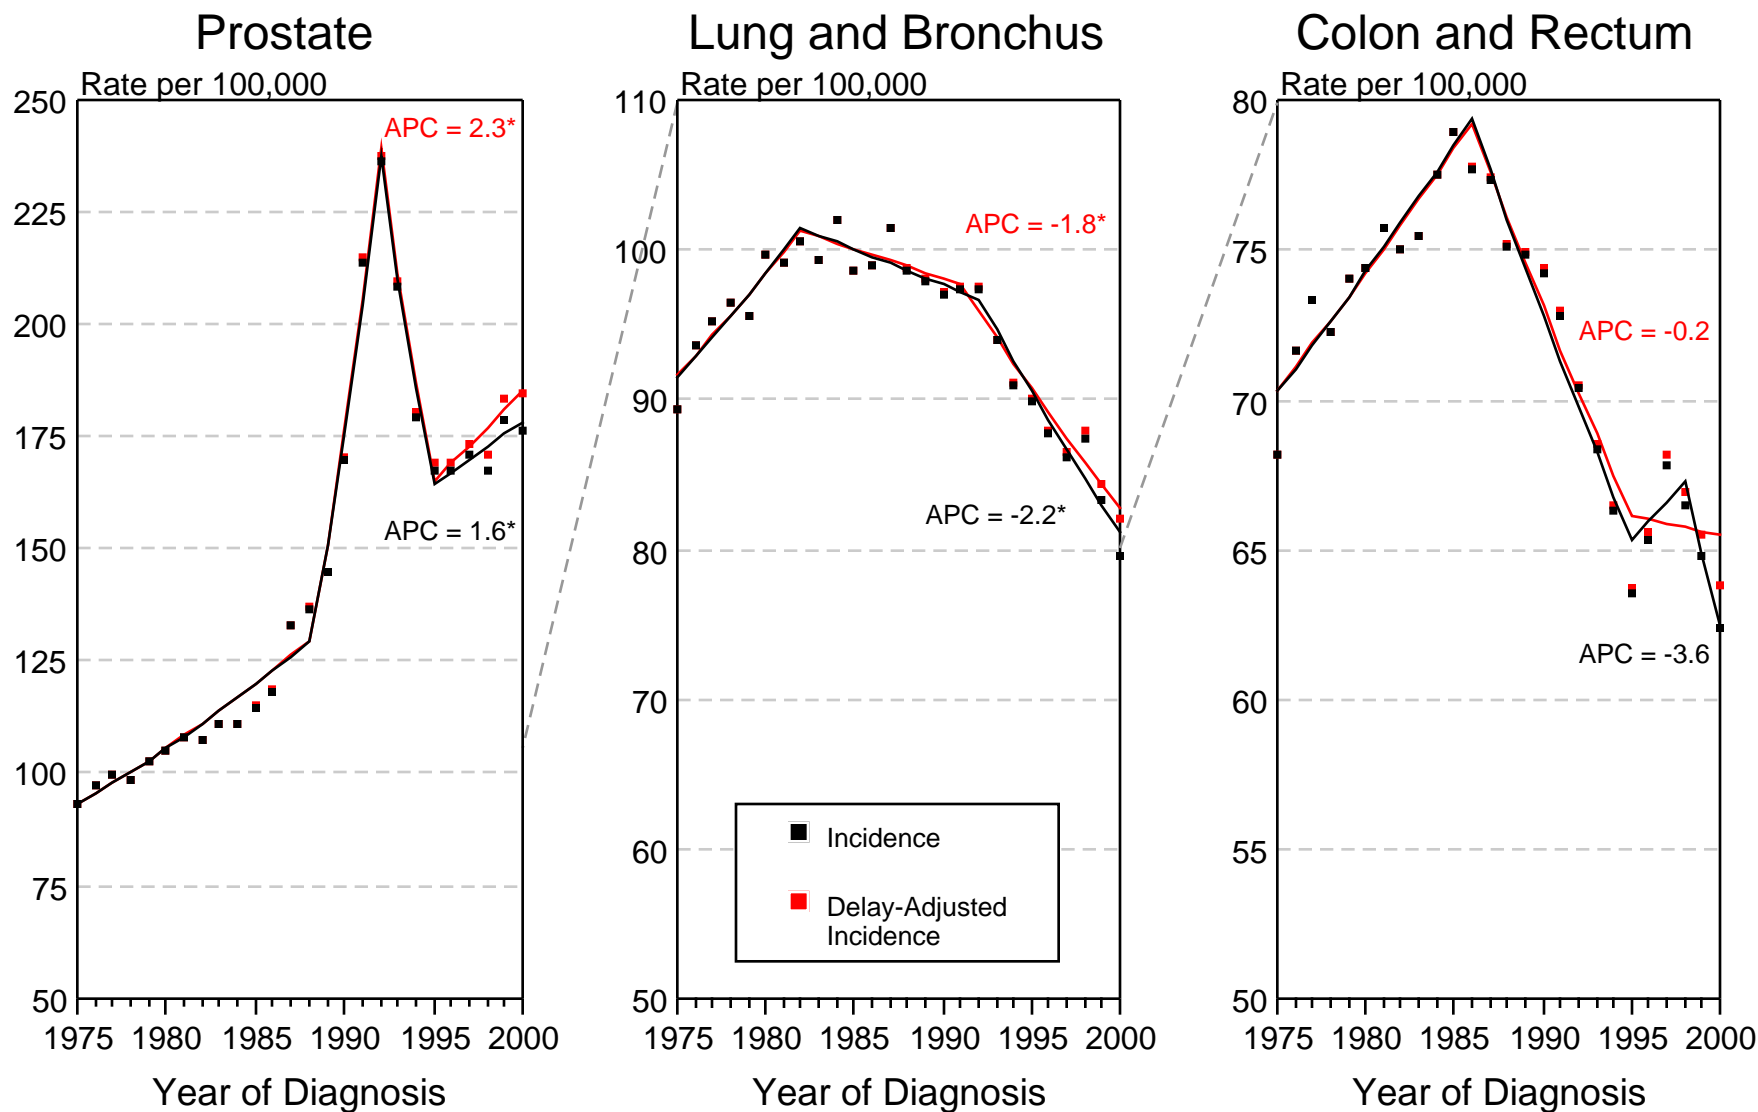 Prostate
Rate per 100,000
250
225
200
175
150
125
100
75
50
APC = 2.3*
APC = 1.6*
1975 1980 1985 1990 1995 2000
Year of Diagnosis
Lung and Bronchus
Rate per 100,000
110
100
90
80
70
60
50
APC = -1.8*
APC = -2.2*
Incidence
Delay-Adjusted
Incidence
1975 1980 1985 1990 1995 2000
Year of Diagnosis
Colon and Rectum
Rate per 100,000
80
75
70
65
60
55
50
APC = -0.2
APC = -3.6
1975 1980 1985 1990 1995 2000
Year of Diagnosis